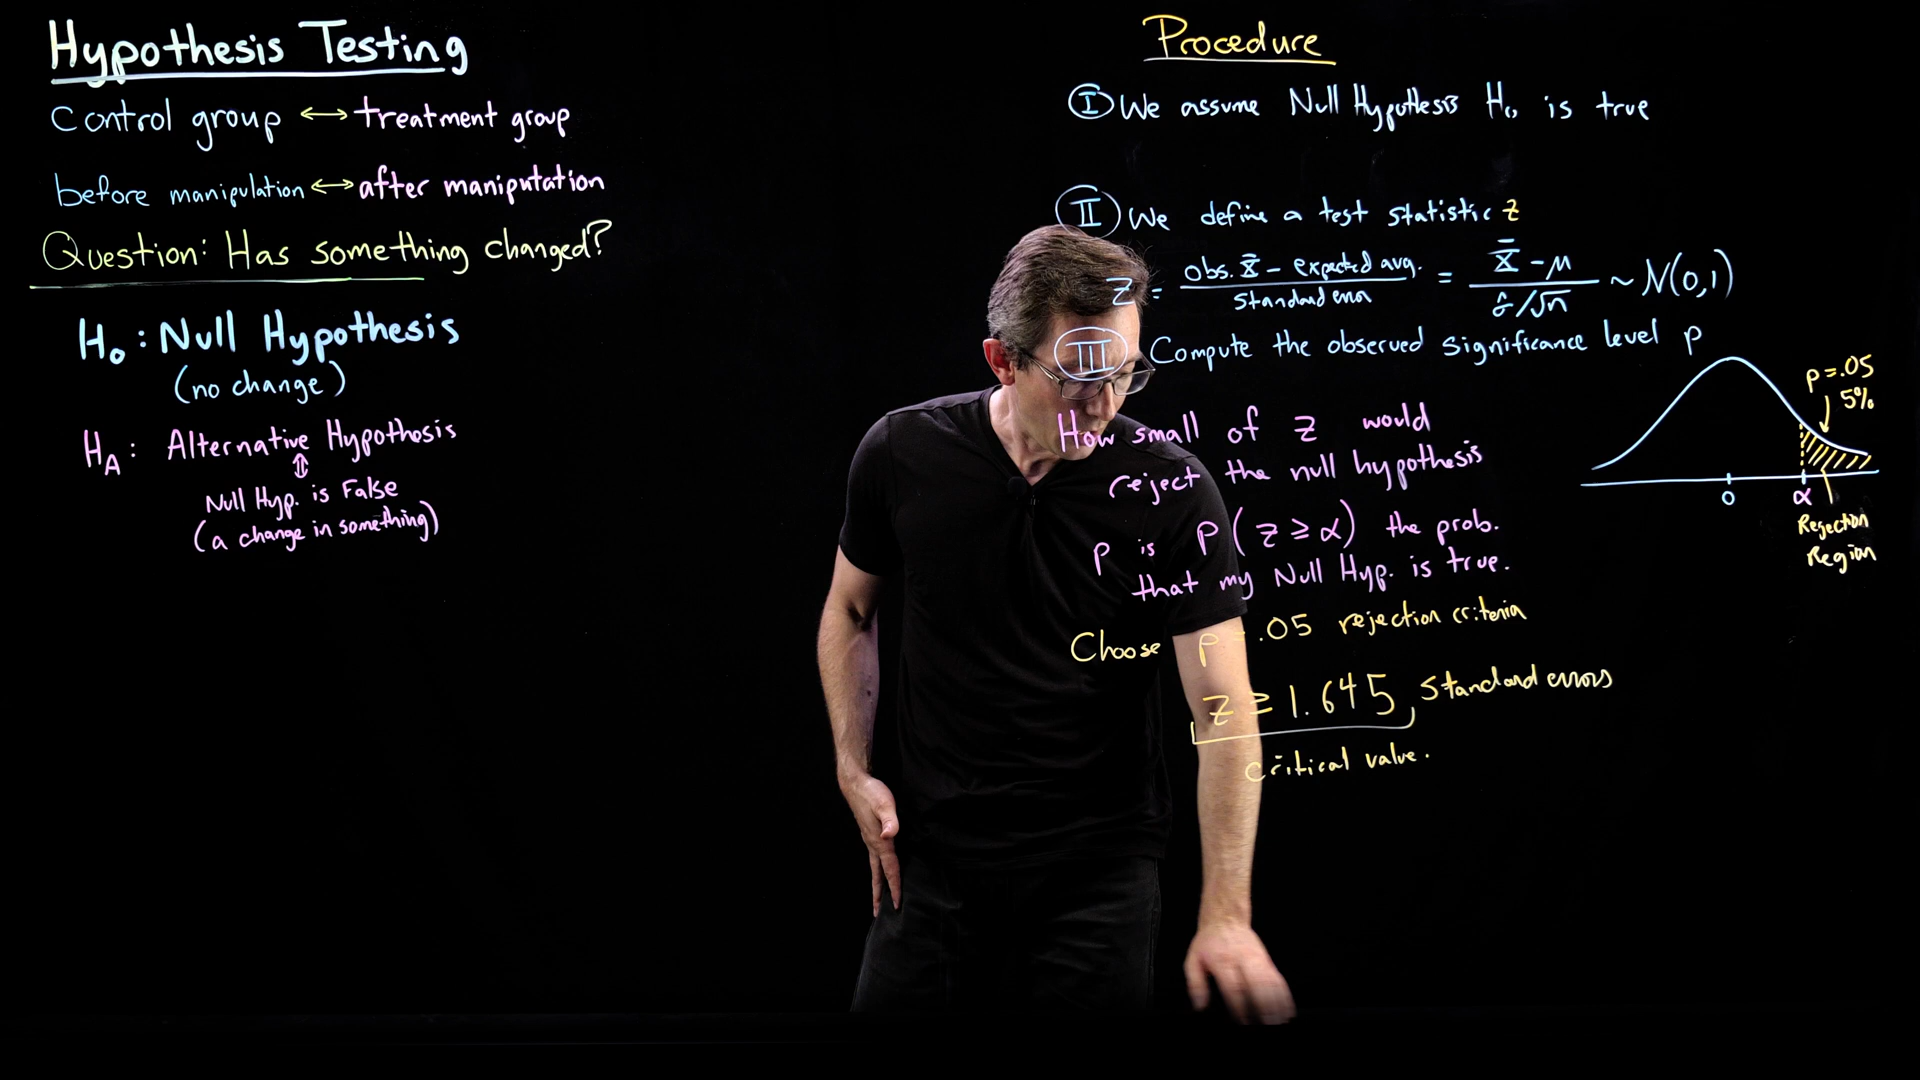 Hypothesis Testing
Control group ↔ treatment group
before manipulation ↔ after manipulation
Question: Has something changed?
H₀: Null Hypothesis
(no change)
H_A: Alternative Hypothesis
⇕
Null Hyp. is False
(a change in something)
Procedure
I We assume Null Hypothesis H₀ is true
II We define a test statistic z
z = (obs. x̄ - expected avg.) / standard error = (x̄ - μ) / (σ̂/√n) ~ N(0,1)
III Compute the observed significance level p
How small of z would
reject the null hypothesis
p is P(z ≥ α) the prob.
that my Null Hyp. is true.
Choose p = .05 rejection criteria
z ≥ 1.645 standard errors
critical value.
p = .05
5%
0 α
Rejection
Region